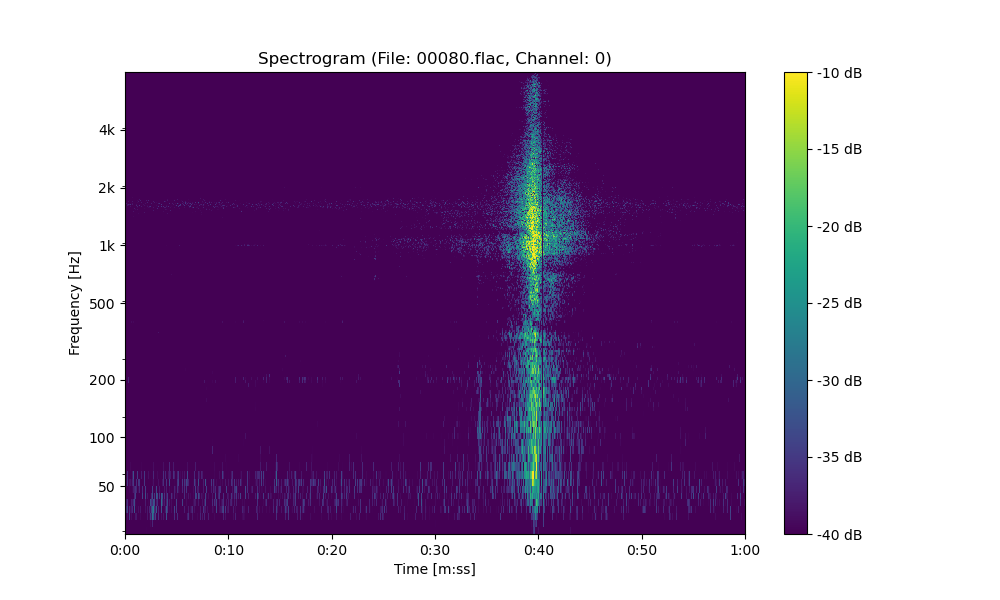 Spectrogram (File: 00080.flac, Channel: 0)
Frequency [Hz]
4k
2k
1k
500
200
100
50
0:00 0:10 0:20 0:30 0:40 0:50 1:00
Time [m:ss]
-10 dB
-15 dB
-20 dB
-25 dB
-30 dB
-35 dB
-40 dB